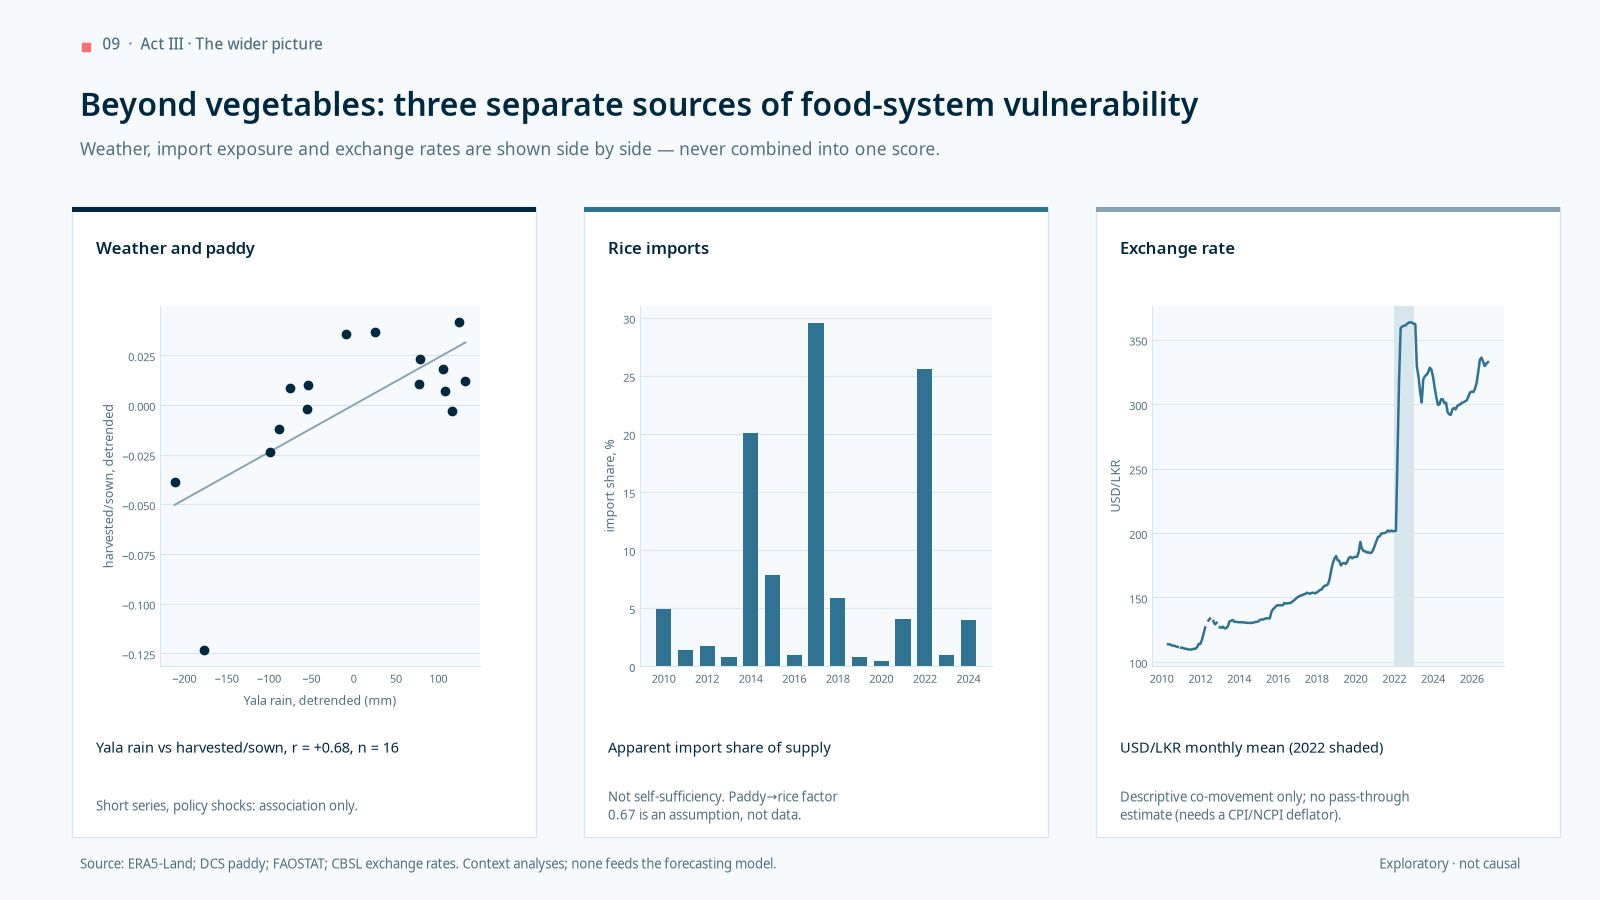 09 · Act III · The wider picture
Beyond vegetables: three separate sources of food-system vulnerability
Weather, import exposure and exchange rates are shown side by side — never combined into one score.
Weather and paddy
harvested/sown, detrended
0.025
0.000
−0.025
−0.050
−0.075
−0.100
−0.125
−200 −150 −100 −50 0 50 100
Yala rain, detrended (mm)
Yala rain vs harvested/sown, r = +0.68, n = 16
Short series, policy shocks: association only.
Rice imports
import share, %
30
25
20
15
10
5
0
2010 2012 2014 2016 2018 2020 2022 2024
Apparent import share of supply
Not self-sufficiency. Paddy→rice factor
0.67 is an assumption, not data.
Exchange rate
USD/LKR
350
300
250
200
150
100
2010 2012 2014 2016 2018 2020 2022 2024 2026
USD/LKR monthly mean (2022 shaded)
Descriptive co-movement only; no pass-through
estimate (needs a CPI/NCPI deflator).
Source: ERA5-Land; DCS paddy; FAOSTAT; CBSL exchange rates. Context analyses; none feeds the forecasting model.
Exploratory · not causal